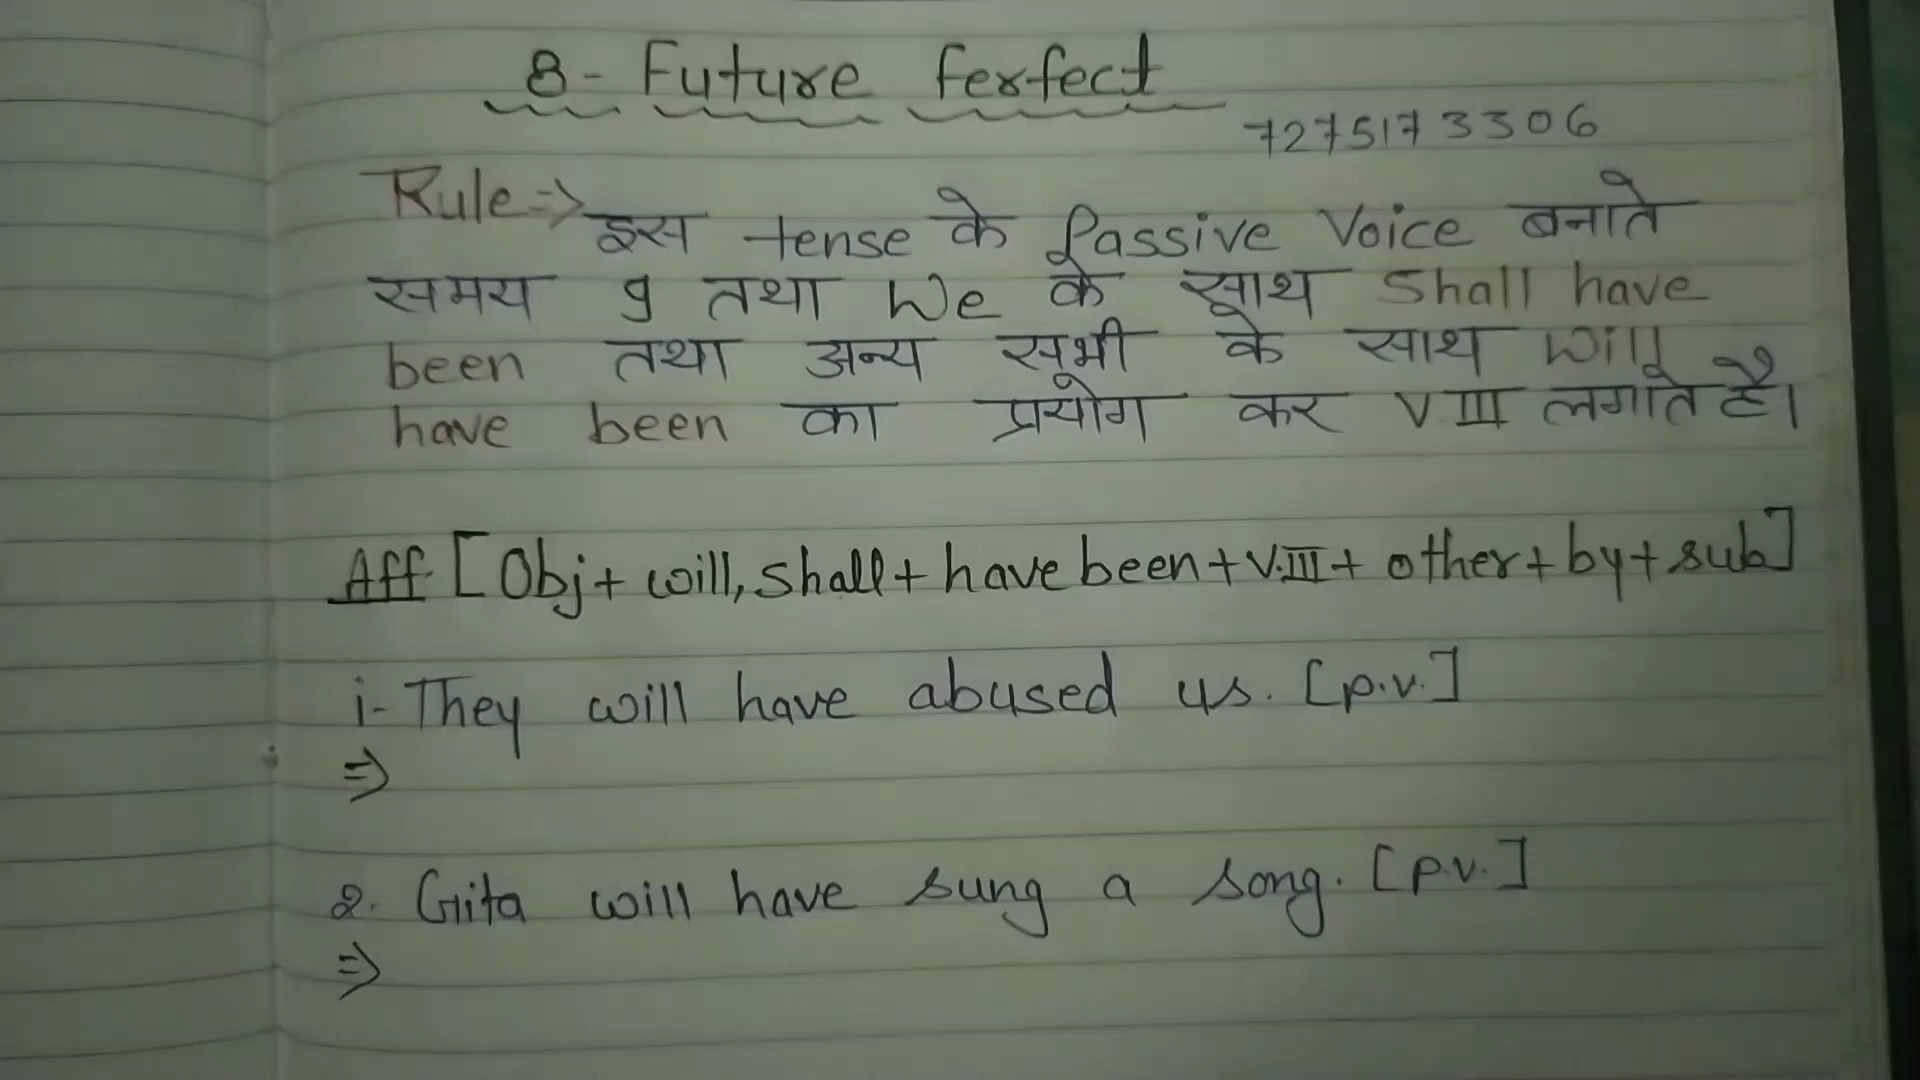 8- Future Perfect
7275173306
Rule => इस tense के Passive Voice बनाते
समय I तथा We के साथ Shall have
been तथा अन्य सभी के साथ will
have been का प्रयोग कर V.III लगाते है।
Aff. [Obj + will, shall + have been + V.III + other + by + sub]
i- They will have abused us. [p.v.]
=>
2. Gita will have sung a song. [p.v.]
=>